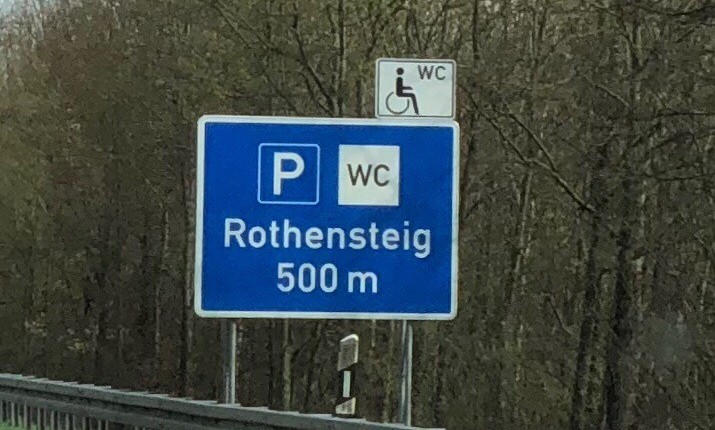 WC
P WC
Rothensteig
500 m